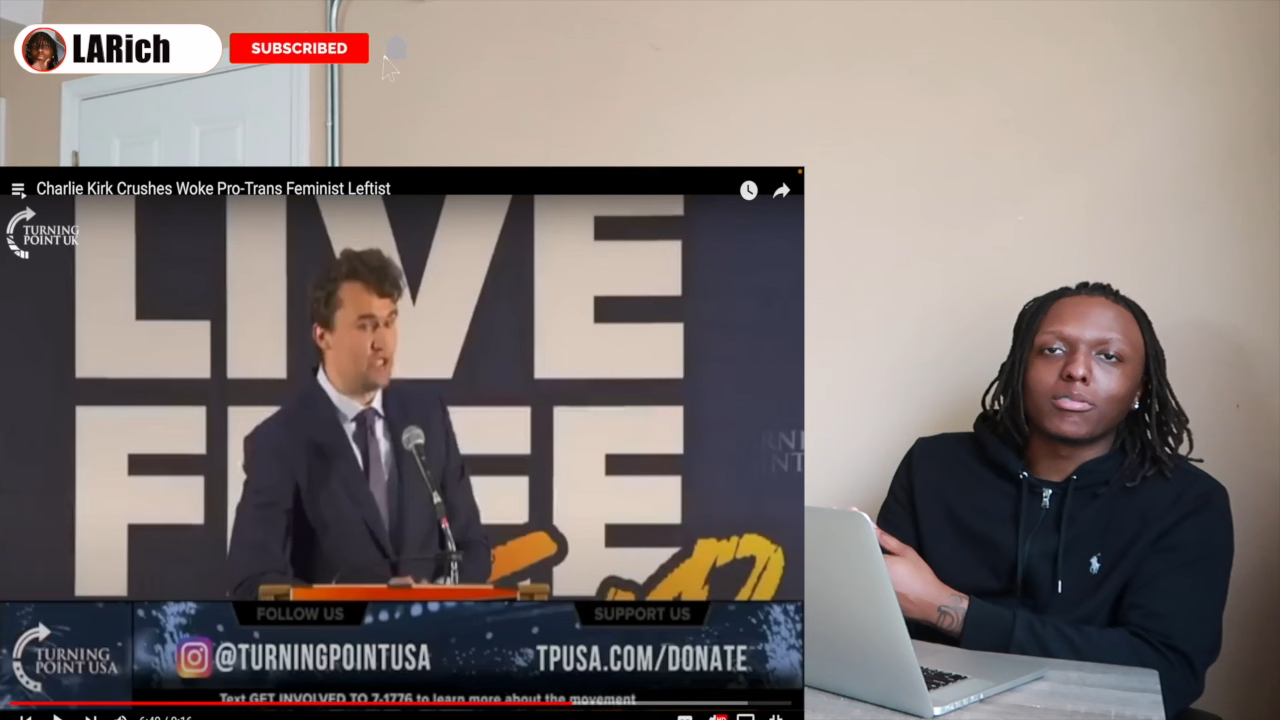 LARich
SUBSCRIBED
Charlie Kirk Crushes Woke Pro-Trans Feminist Leftist
TURNING
POINT UK
LIVE
FREE
FOLLOW US
SUPPORT US
TURNING
POINT USA
@TURNINGPOINTUSA
TPUSA.COM/DONATE
Text GET INVOLVED TO 7-1776 to learn more about the movement